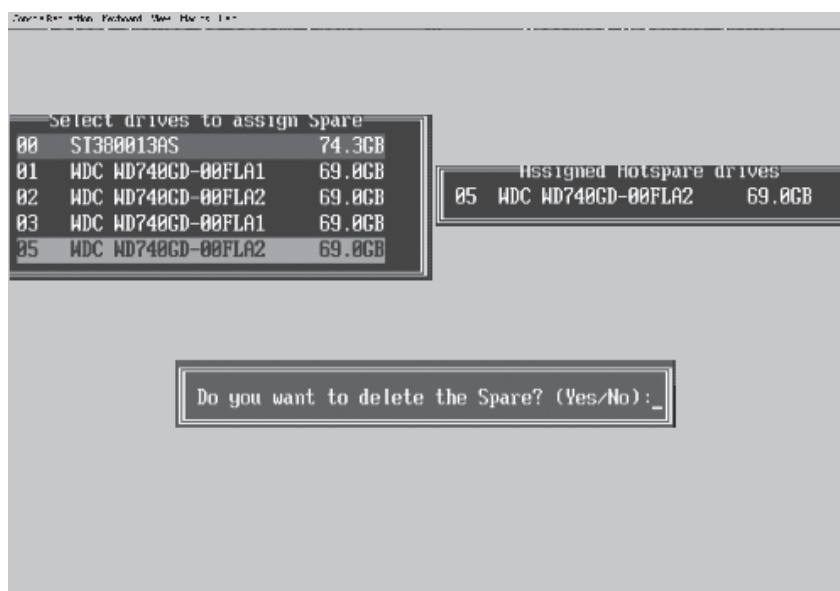 Keyboard View
Select drives to assign Spare
00 ST380013AS 74.3GB
01 WDC WD740GD-00FLA1 69.0GB
02 WDC WD740GD-00FLA2 69.0GB
03 WDC WD740GD-00FLA1 69.0GB
05 WDC WD740GD-00FLA2 69.0GB
Assigned Hotspare drives
05 WDC WD740GD-00FLA2 69.0GB
Do you want to delete the Spare? (Yes/No):_